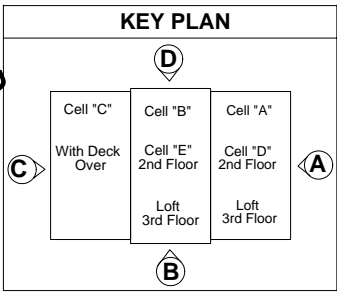 KEY PLAN
D
Cell "C"
With Deck
Over
Cell "B"
Cell "E"
2nd Floor
Loft
3rd Floor
Cell "A"
Cell "D"
2nd Floor
Loft
3rd Floor
C
A
B